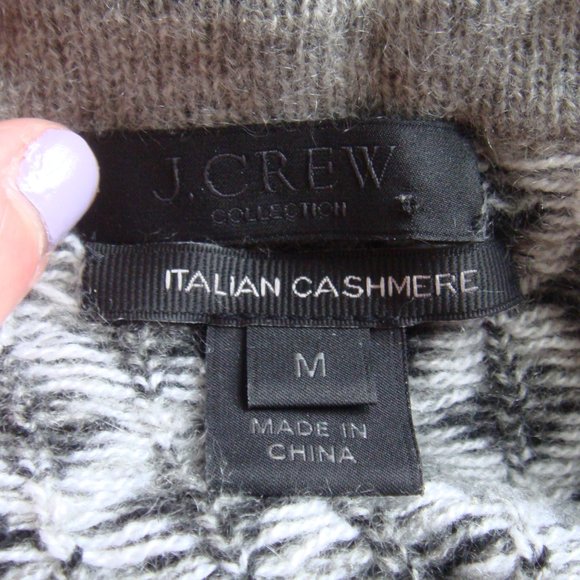 J.CREW
COLLECTION
ITALIAN CASHMERE
M
MADE IN
CHINA